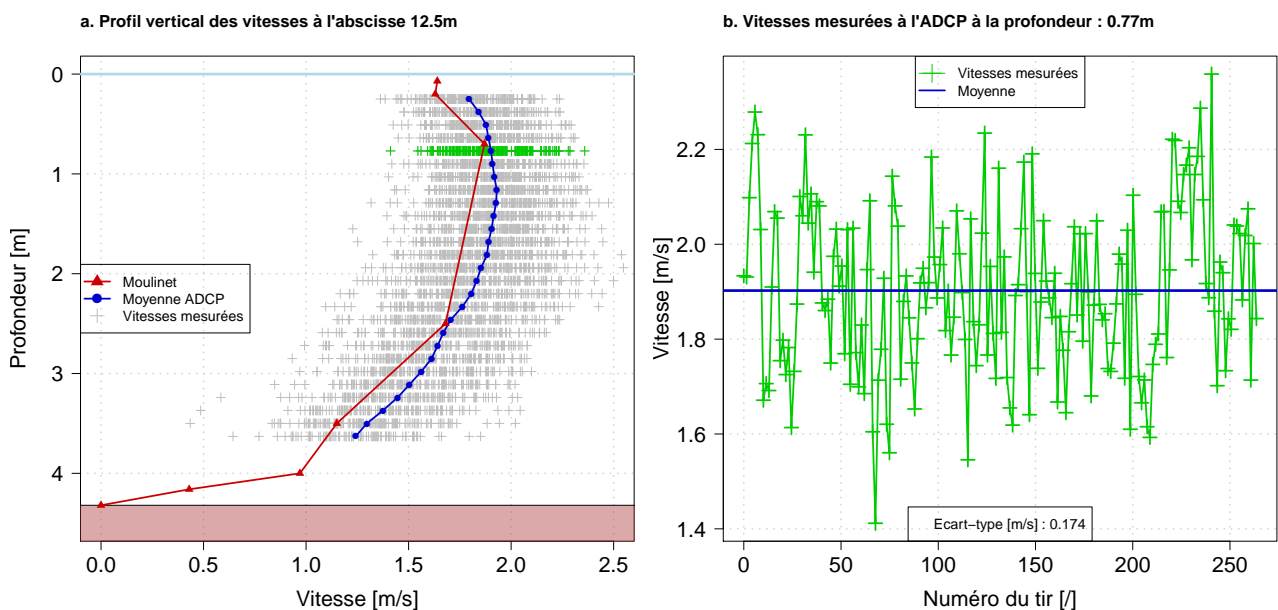 a. Profil vertical des vitesses à l'abscisse 12.5m
0
1
2
3
4
Profondeur [m]
Moulinet
Moyenne ADCP
Vitesses mesurées
0.0 0.5 1.0 1.5 2.0 2.5
Vitesse [m/s]
b. Vitesses mesurées à l'ADCP à la profondeur : 0.77m
Vitesses mesurées
Moyenne
2.2
2.0
1.8
1.6
1.4
Vitesse [m/s]
Ecart−type [m/s] : 0.174
0 50 100 150 200 250
Numéro du tir [/]